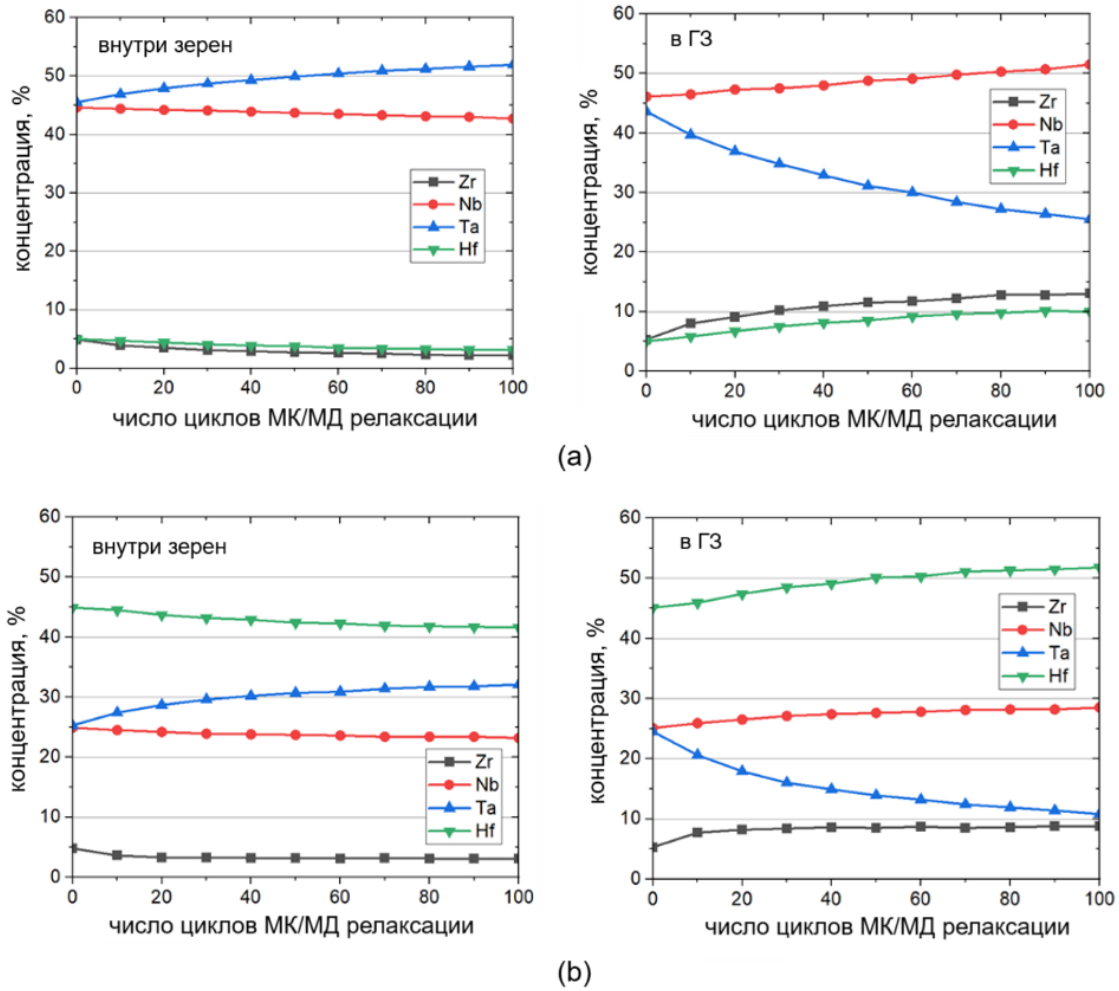 60
50
40
30
20
10
0
концентрация, %
внутри зерен
Zr
Nb
Ta
Hf
0 20 40 60 80 100
число циклов МК/МД релаксации
60
50
40
30
20
10
0
концентрация, %
в ГЗ
Zr
Nb
Ta
Hf
0 20 40 60 80 100
число циклов МК/МД релаксации
(a)
60
50
40
30
20
10
0
концентрация, %
внутри зерен
Zr
Nb
Ta
Hf
0 20 40 60 80 100
число циклов МК/МД релаксации
60
50
40
30
20
10
0
концентрация, %
в ГЗ
Zr
Nb
Ta
Hf
0 20 40 60 80 100
число циклов МК/МД релаксации
(b)